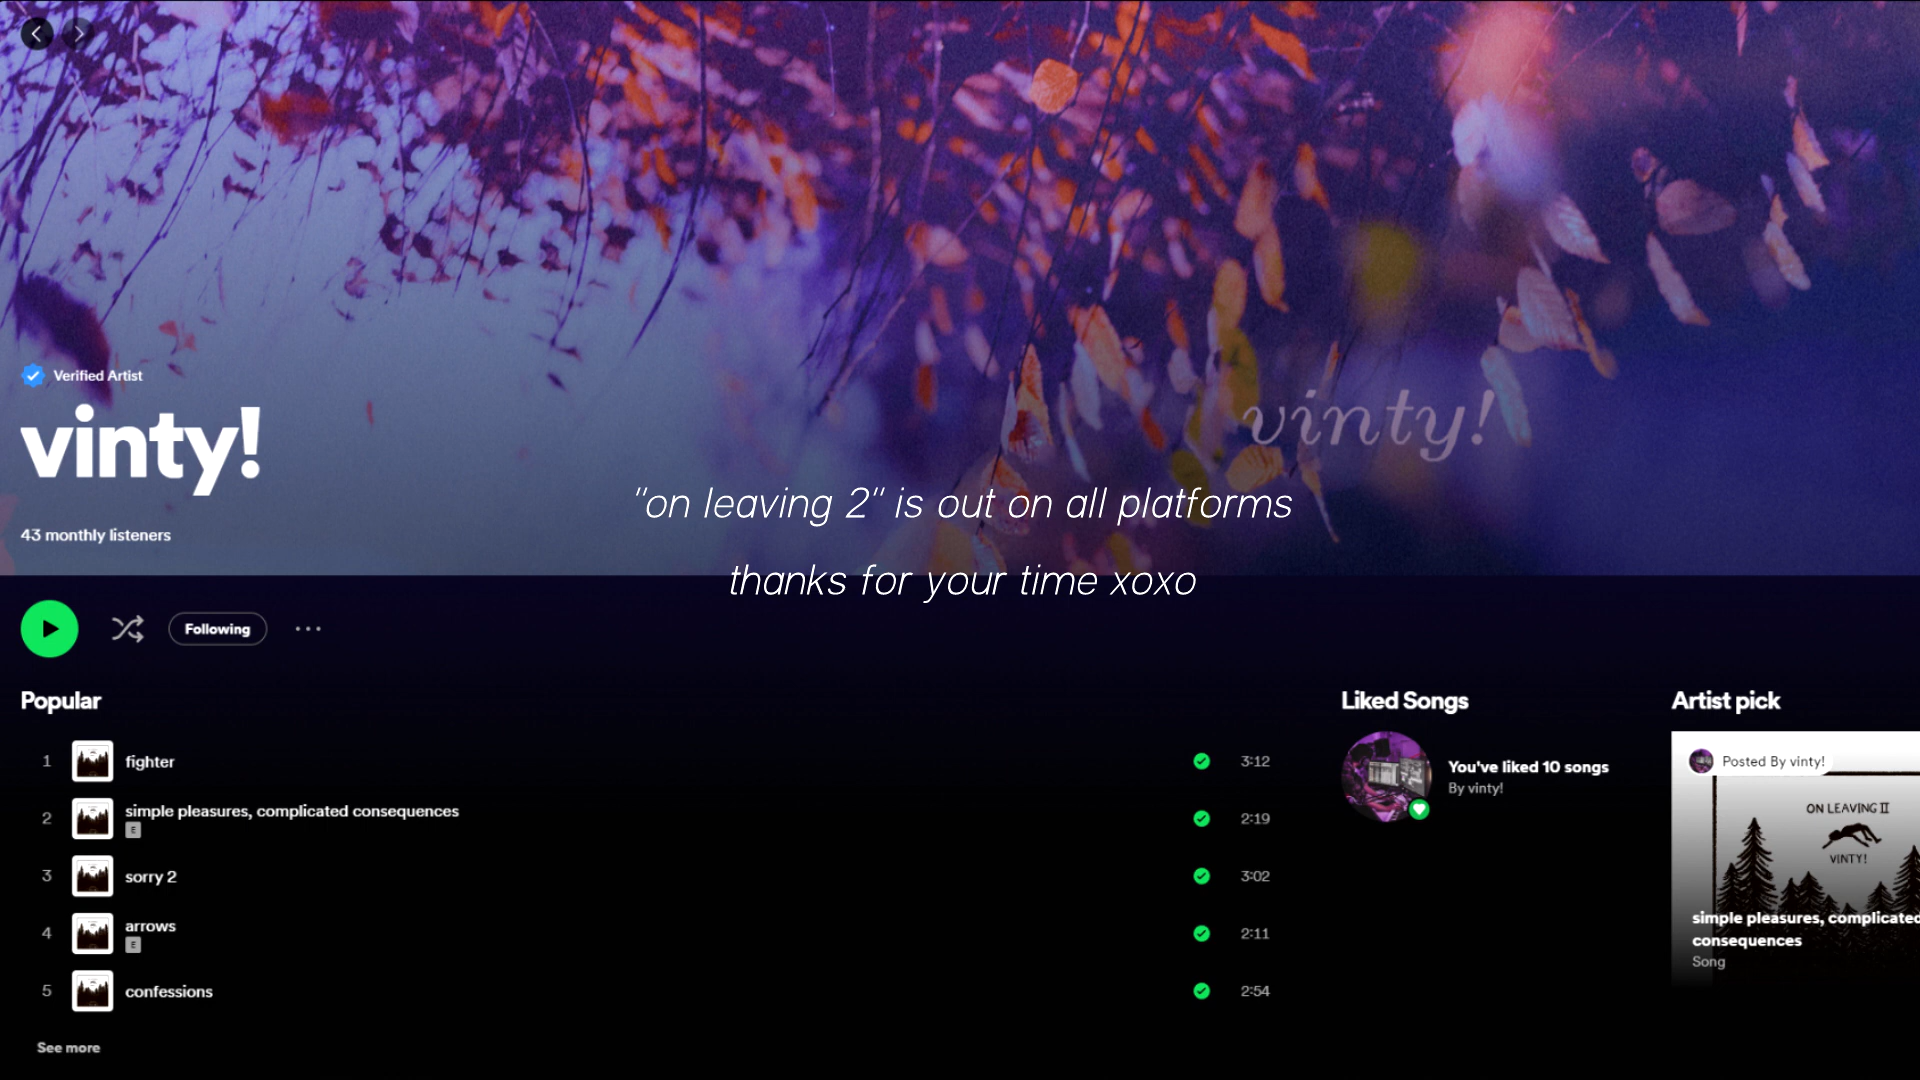 Verified Artist
vinty!
vinty!
43 monthly listeners
"on leaving 2" is out on all platforms
thanks for your time xoxo
Following
Popular
1 fighter 3:12
2 simple pleasures, complicated consequences 2:19
E
3 sorry 2 3:02
4 arrows 2:11
E
5 confessions 2:54
See more
Liked Songs
You've liked 10 songs
By vinty!
Artist pick
Posted By vinty!
ON LEAVING II
VINTY!
simple pleasures, complicated
consequences
Song